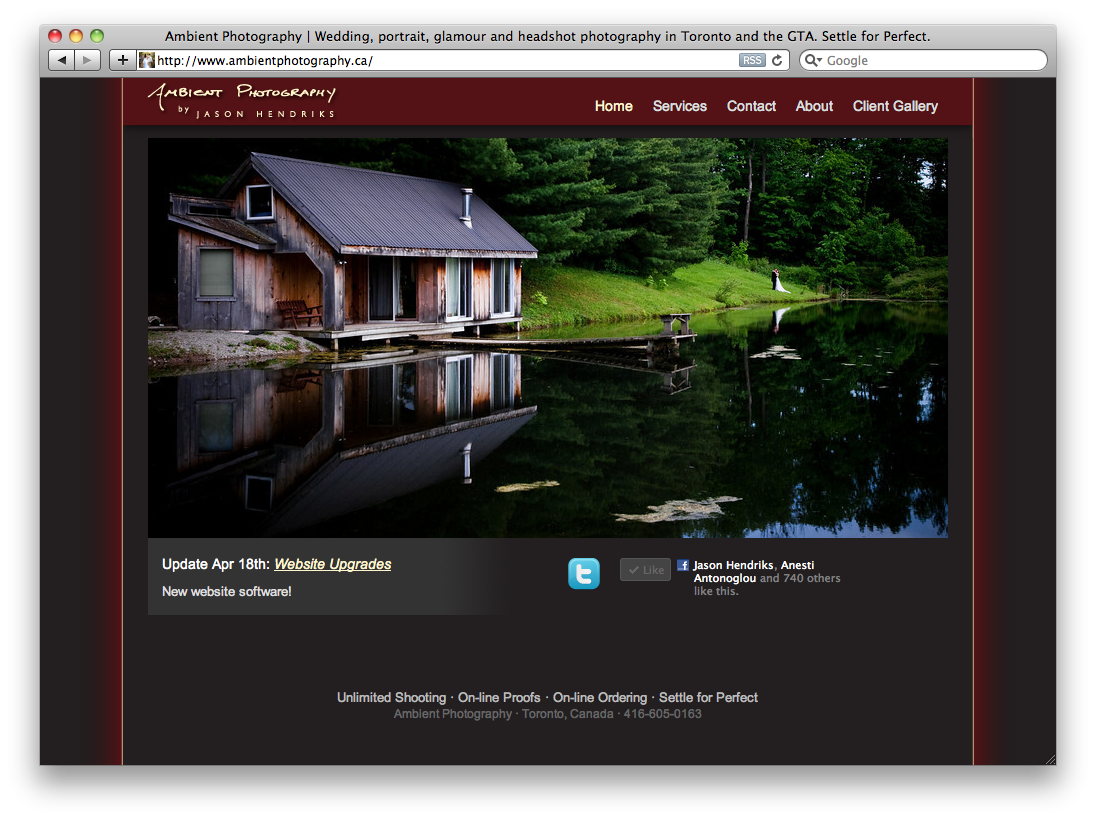 Ambient Photography | Wedding, portrait, glamour and headshot photography in Toronto and the GTA. Settle for Perfect.
http://www.ambientphotography.ca/ RSS Google
AMBIENT PHOTOGRAPHY
by JASON HENDRIKS
Home Services Contact About Client Gallery
Update Apr 18th: Website Upgrades
New website software!
Like
Jason Hendriks, Anesti
Antonoglou and 740 others
like this.
Unlimited Shooting · On-line Proofs · On-line Ordering · Settle for Perfect
Ambient Photography · Toronto, Canada · 416-605-0163